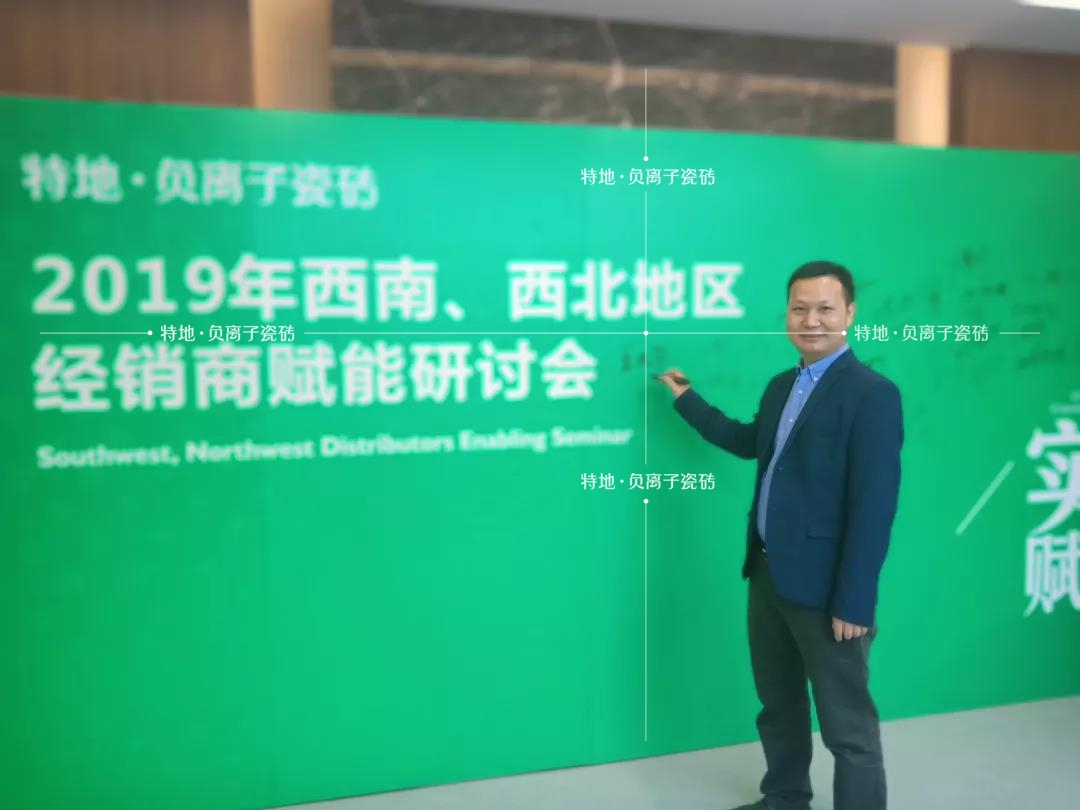 特地·负离子瓷砖
特地·负离子瓷砖
2019年西南、西北地区
特地·负离子瓷砖
特地·负离子瓷砖
经销商赋能研讨会
Southwest, Northwest Distributors Enabling Seminar
特地·负离子瓷砖
实
赋